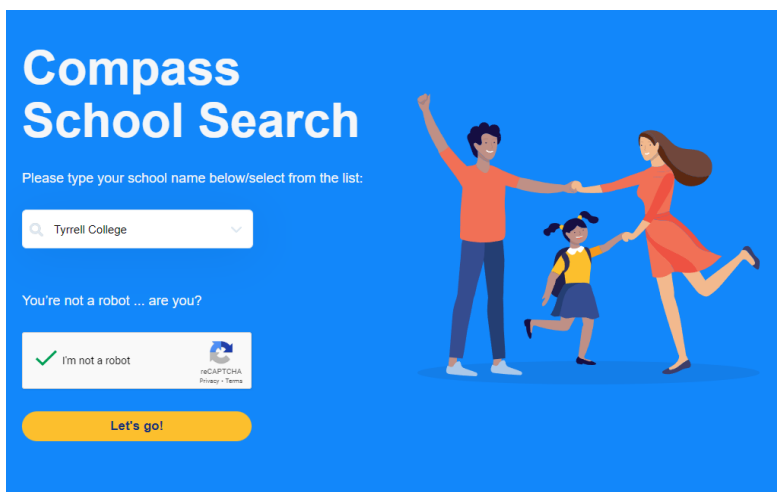 Compass
School Search
Please type your school name below/select from the list:
Tyrrell College
You're not a robot ... are you?
I'm not a robot
reCAPTCHA
Privacy - Terms
Let's go!